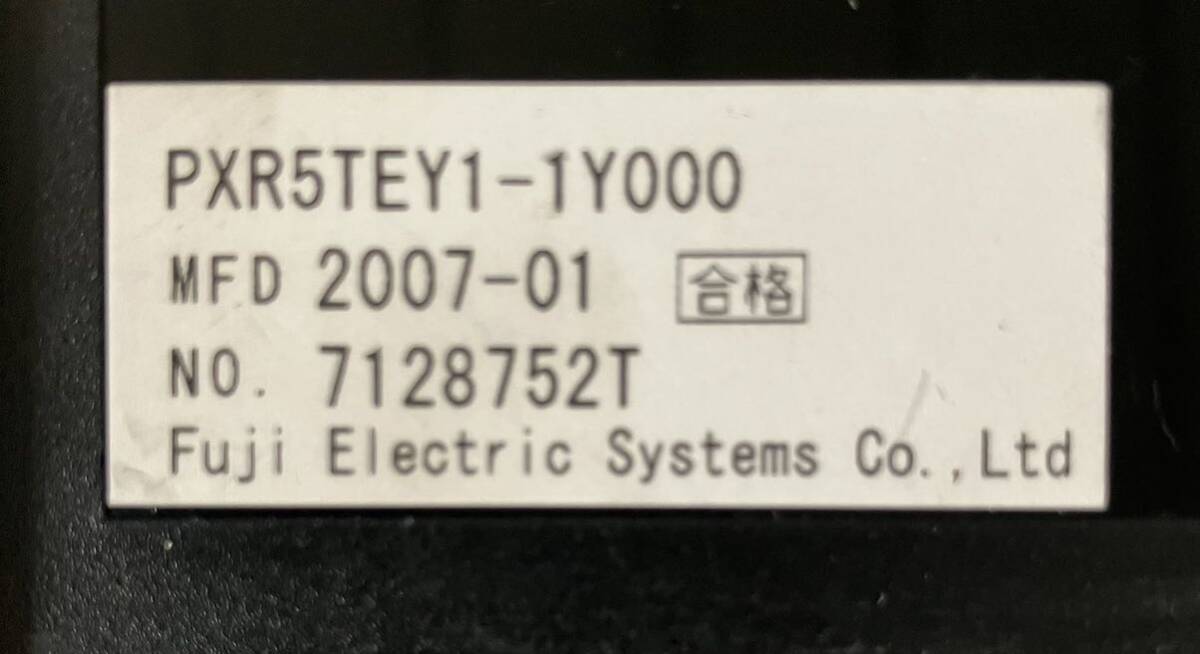 PXR5TEY1-1Y000
MFD 2007-01 合格
NO. 7128752T
Fuji Electric Systems Co.,Ltd